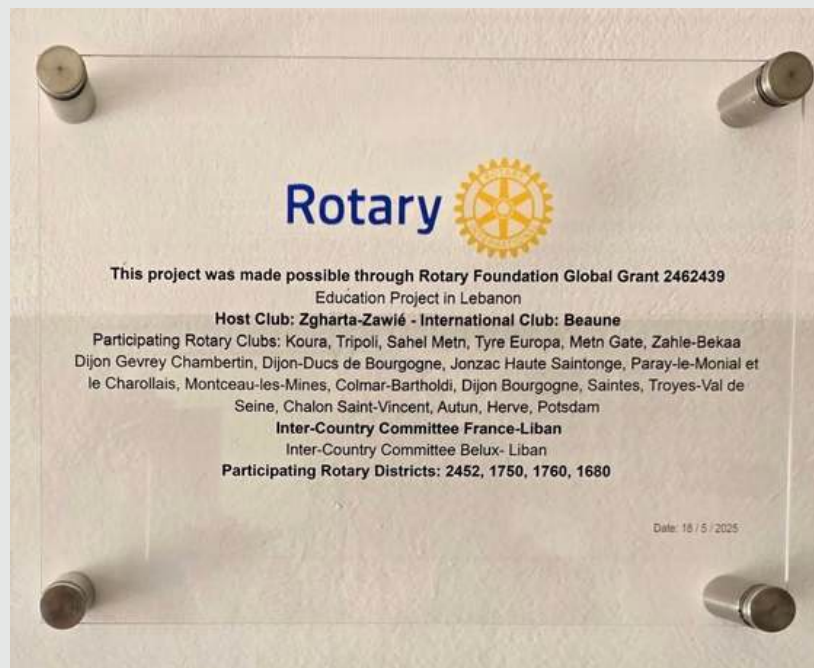 Rotary
ROTARY
INTERNATIONAL
This project was made possible through Rotary Foundation Global Grant 2462439
Education Project in Lebanon
Host Club: Zgharta-Zawié - International Club: Beaune
Participating Rotary Clubs: Koura, Tripoli, Sahel Metn, Tyre Europa, Metn Gate, Zahle-Bekaa
Dijon Gevrey Chambertin, Dijon-Ducs de Bourgogne, Jonzac Haute Saintonge, Paray-le-Monial et
le Charollais, Montceau-les-Mines, Colmar-Bartholdi, Dijon Bourgogne, Saintes, Troyes-Val de
Seine, Chalon Saint-Vincent, Autun, Herve, Potsdam
Inter-Country Committee France-Liban
Inter-Country Committee Belux- Liban
Participating Rotary Districts: 2452, 1750, 1760, 1680
Date: 18 / 5 / 2025